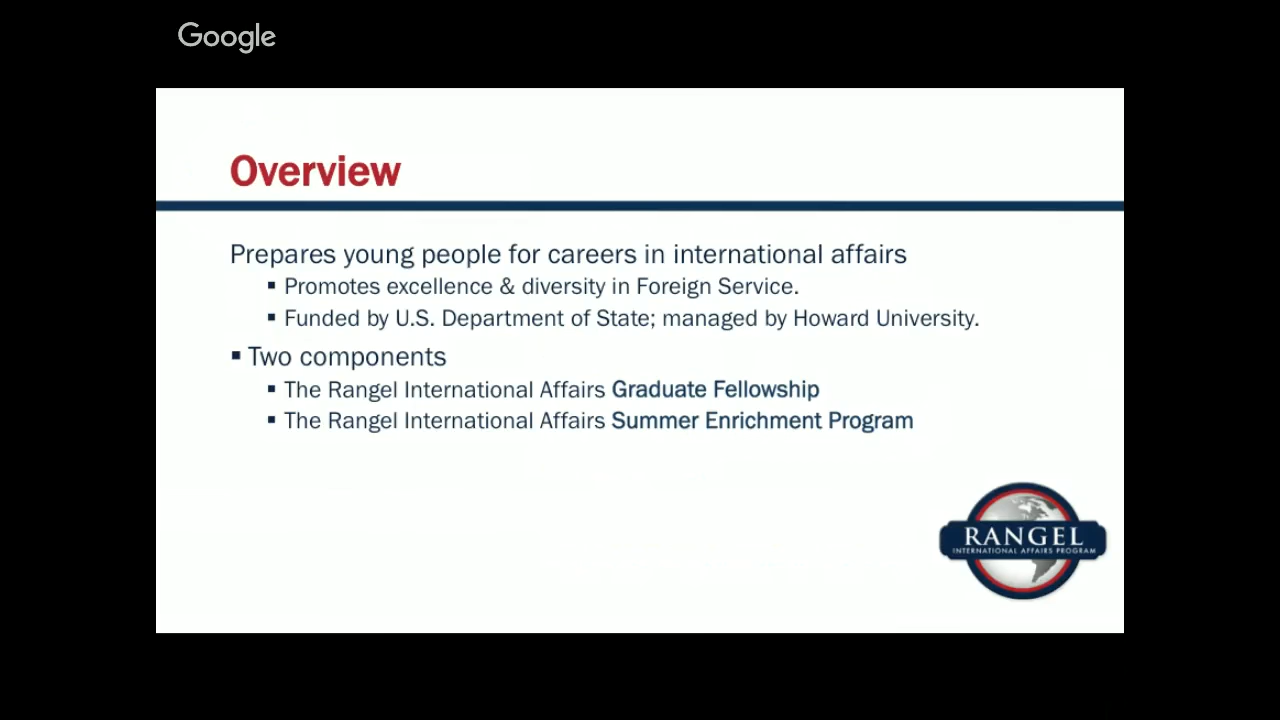 Google
Overview
Prepares young people for careers in international affairs
▪ Promotes excellence & diversity in Foreign Service.
▪ Funded by U.S. Department of State; managed by Howard University.
▪ Two components
▪ The Rangel International Affairs Graduate Fellowship
▪ The Rangel International Affairs Summer Enrichment Program
RANGEL
INTERNATIONAL AFFAIRS PROGRAM